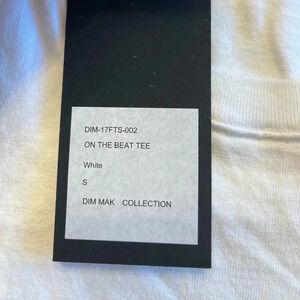 DIM-17FTS-002
ON THE BEAT TEE
White
S
DIM MAK COLLECTION